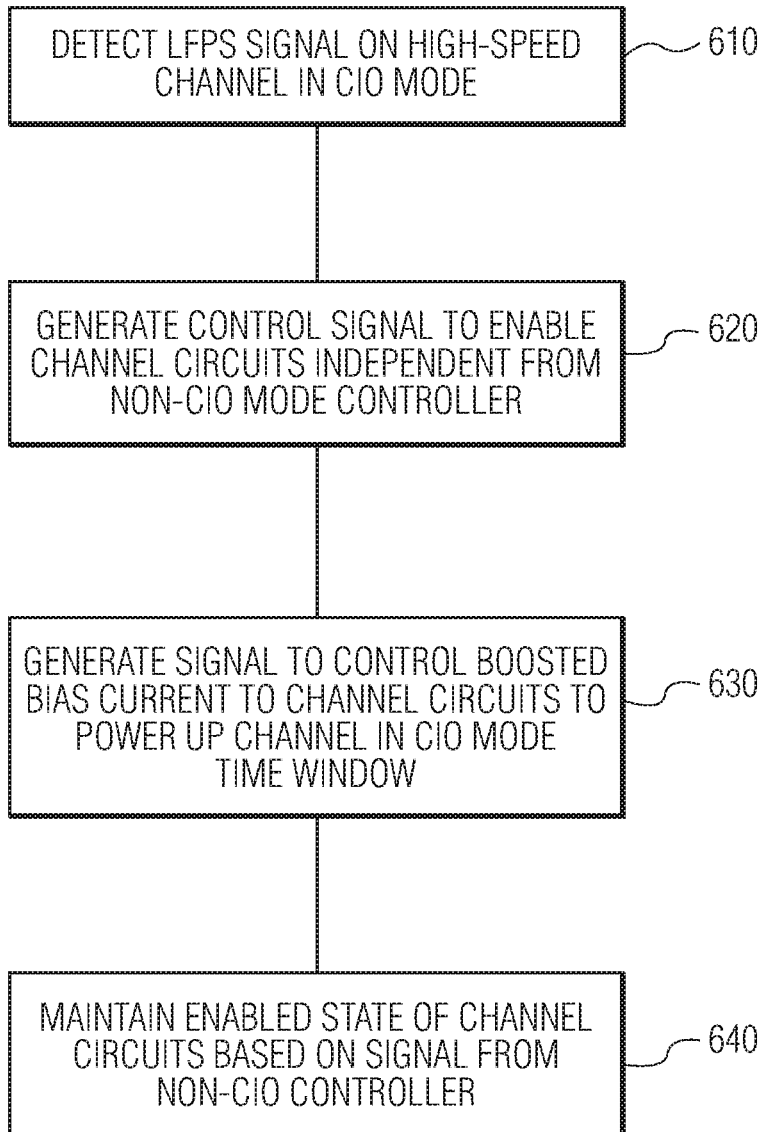 DETECT LFPS SIGNAL ON HIGH-SPEED
CHANNEL IN CIO MODE
610
GENERATE CONTROL SIGNAL TO ENABLE
CHANNEL CIRCUITS INDEPENDENT FROM
NON-CIO MODE CONTROLLER
620
GENERATE SIGNAL TO CONTROL BOOSTED
BIAS CURRENT TO CHANNEL CIRCUITS TO
POWER UP CHANNEL IN CIO MODE
TIME WINDOW
630
MAINTAIN ENABLED STATE OF CHANNEL
CIRCUITS BASED ON SIGNAL FROM
NON-CIO CONTROLLER
640